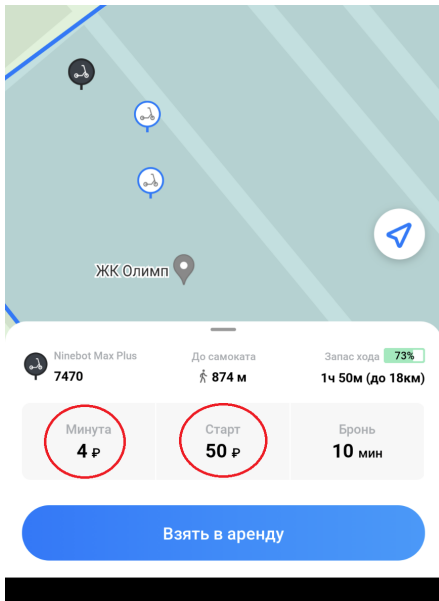 ЖК Олимп
Ninebot Max Plus
7470
До самоката
874 м
Запас хода 73%
1ч 50м (до 18км)
Минута
4 ₽
Старт
50 ₽
Бронь
10 мин
Взять в аренду